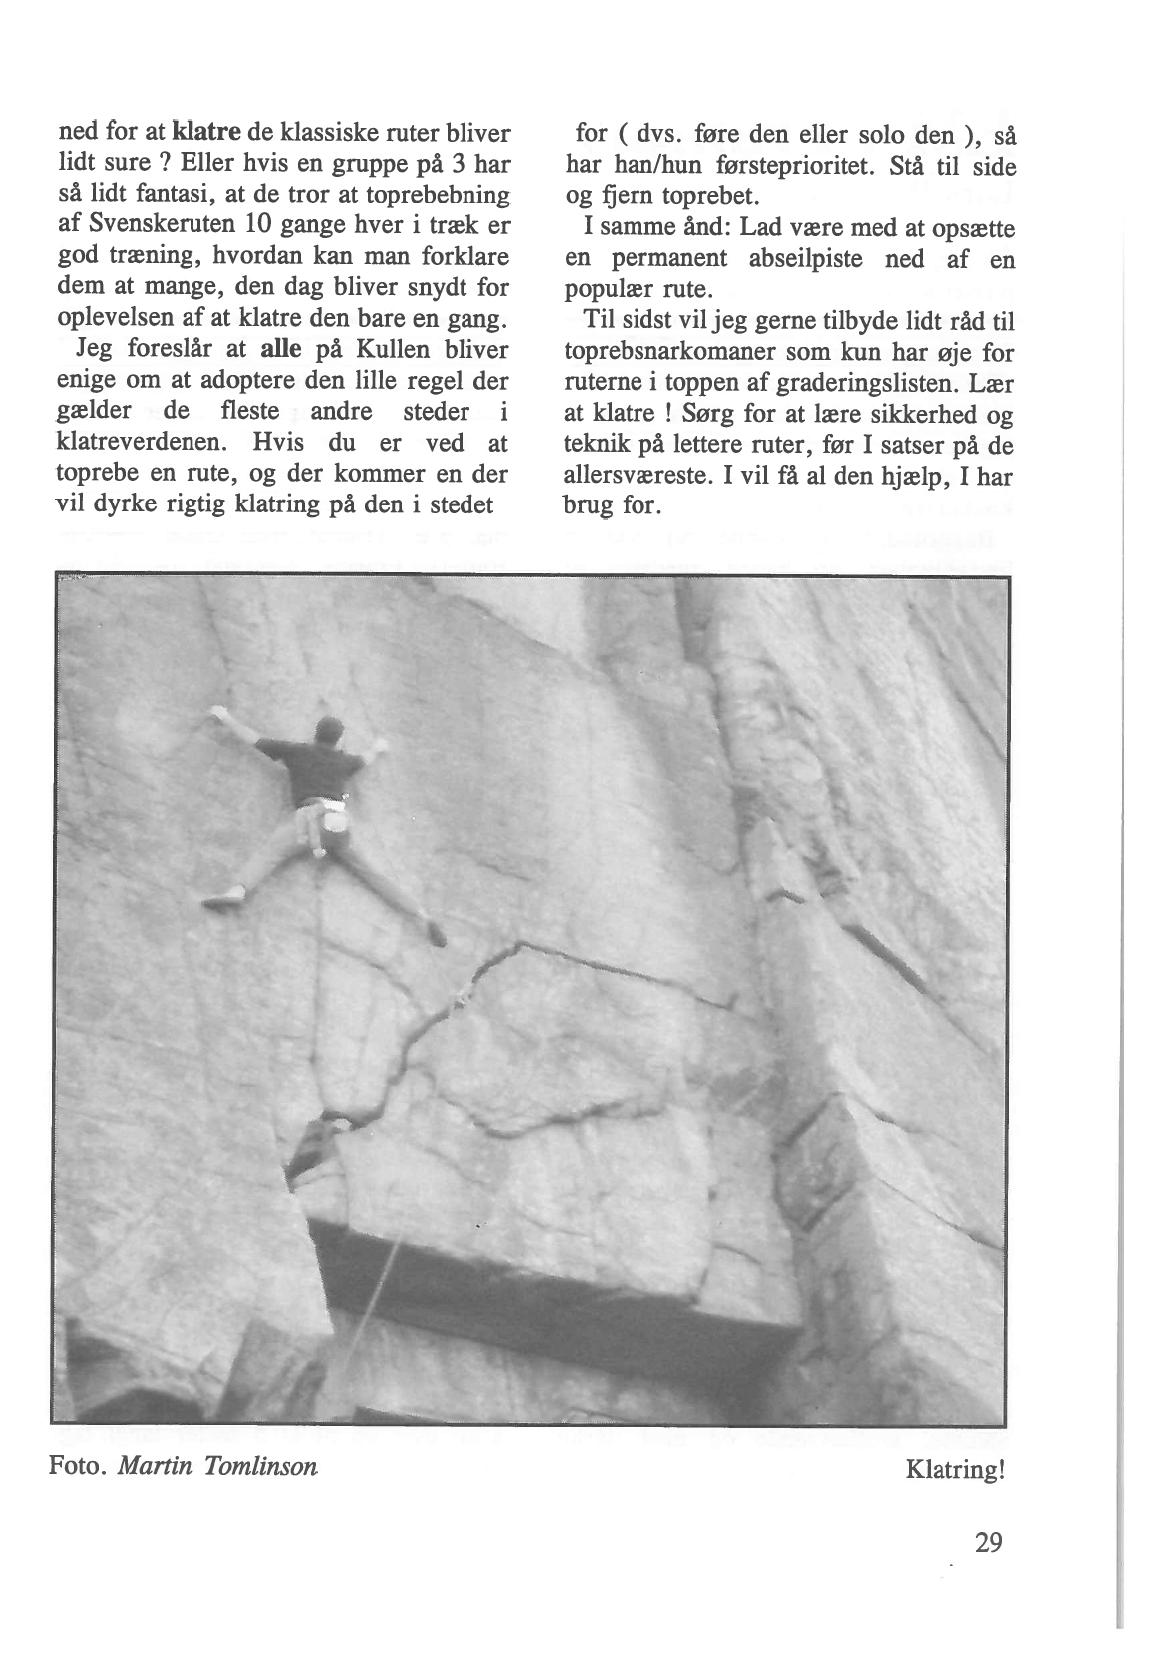 ned for at klatre de klassiske ruter bliver
lidt sure ? Eller hvis en gruppe på 3 har
så lidt fantasi, at de tror at toprebebning
af Svenskeruten 10 gange hver i træk er
god træning, hvordan kan man forklare
dem at mange, den dag bliver snydt for
oplevelsen af at klatre den bare en gang.
Jeg foreslår at alle på Kullen bliver
enige om at adoptere den lille regel der
gælder de fleste andre steder i
klatreverdenen. Hvis du er ved at
toprebe en rute, og der kommer en der
vil dyrke rigtig klatring på den i stedet
for ( dvs. føre den eller solo den ), så
har han/hun førsteprioritet. Stå til side
og fjern toprebet.
I samme ånd: Lad være med at opsætte
en permanent abseilpiste ned af en
populær rute.
Til sidst vil jeg gerne tilbyde lidt råd til
toprebsnarkomaner som kun har øje for
ruterne i toppen af graderingslisten. Lær
at klatre ! Sørg for at lære sikkerhed og
teknik på lettere ruter, før I satser på de
allersværeste. I vil få al den hjælp, I har
brug for.
Foto. Martin Tomlinson
Klatring!
29